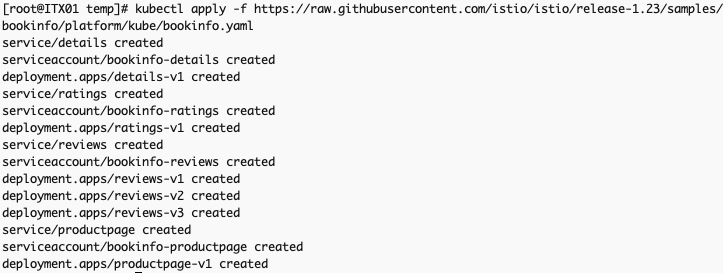 [root@ITX01 temp]# kubectl apply -f https://raw.githubusercontent.com/istio/istio/release-1.23/samples/
bookinfo/platform/kube/bookinfo.yaml
service/details created
serviceaccount/bookinfo-details created
deployment.apps/details-v1 created
service/ratings created
serviceaccount/bookinfo-ratings created
deployment.apps/ratings-v1 created
service/reviews created
serviceaccount/bookinfo-reviews created
deployment.apps/reviews-v1 created
deployment.apps/reviews-v2 created
deployment.apps/reviews-v3 created
service/productpage created
serviceaccount/bookinfo-productpage created
deployment.apps/productpage-v1 created